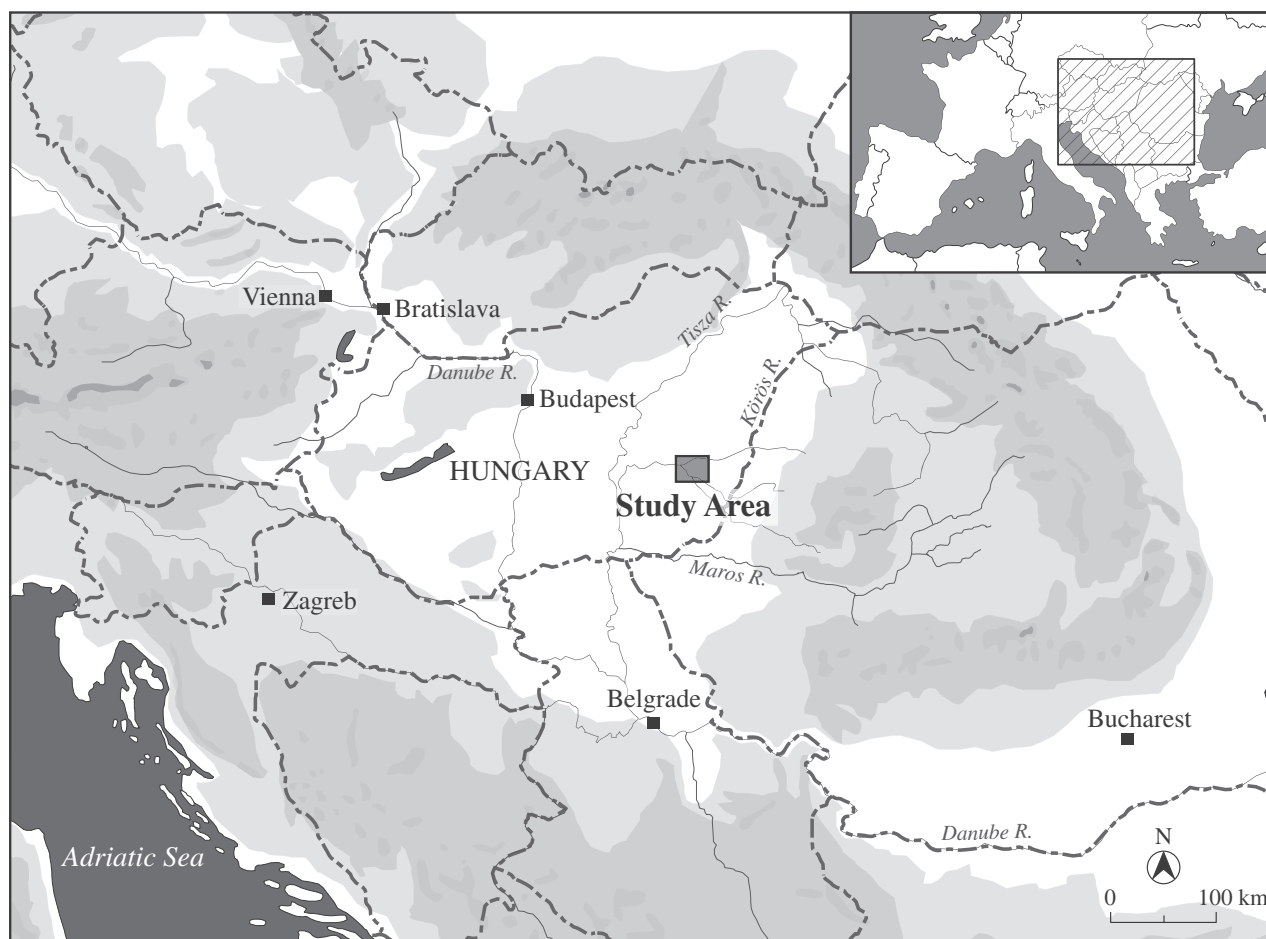 Vienna
Bratislava
Tisza R.
Danube R.
Körös R.
Budapest
HUNGARY
Study Area
Maros R.
Zagreb
Belgrade
Bucharest
Danube R.
Adriatic Sea
N
0 100 km